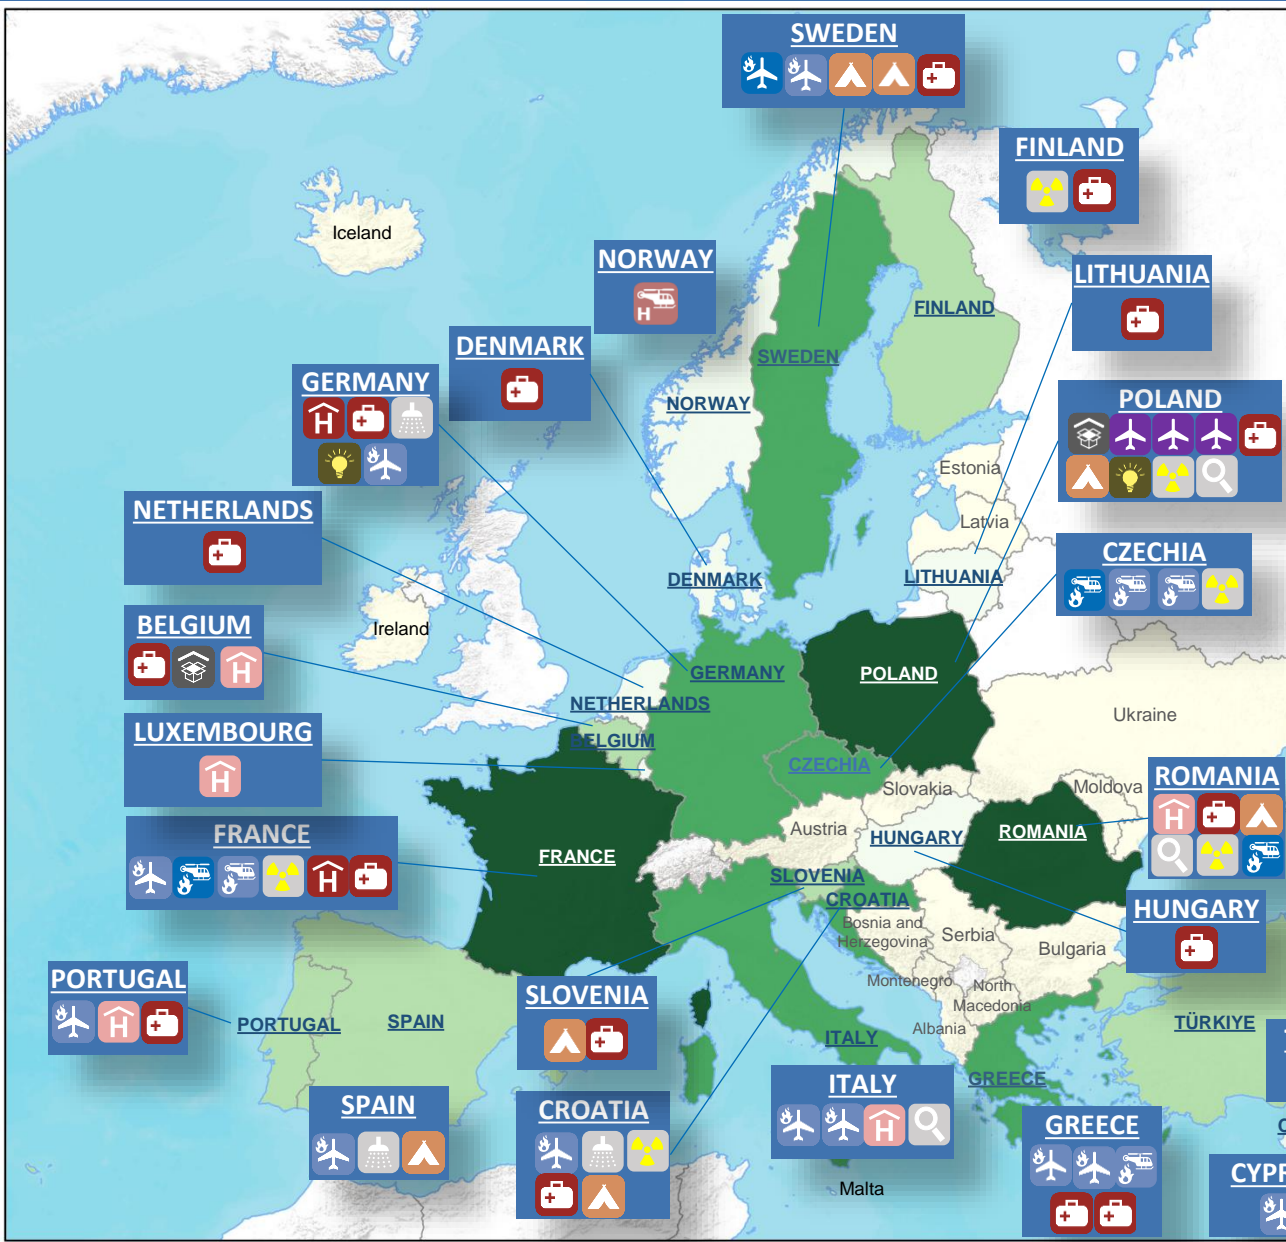 SWEDEN
FINLAND
Iceland
NORWAY
LITHUANIA
FINLAND
DENMARK
SWEDEN
GERMANY
POLAND
NORWAY
Estonia
NETHERLANDS
Latvia
CZECHIA
DENMARK
LITHUANIA
BELGIUM
Ireland
GERMANY
POLAND
NETHERLANDS
Ukraine
LUXEMBOURG
BELGIUM
CZECHIA
ROMANIA
Slovakia
Moldova
FRANCE
Austria
HUNGARY
ROMANIA
FRANCE
SLOVENIA
CROATIA
HUNGARY
Bosnia and
Herzegovina
Serbia
Bulgaria
PORTUGAL
Montenegro
North
Macedonia
SLOVENIA
PORTUGAL
SPAIN
Albania
TÜRKIYE
ITALY
GREECE
ITALY
SPAIN
CROATIA
GREECE
CYPR
Malta
H
H
H
H
H
H
H
H